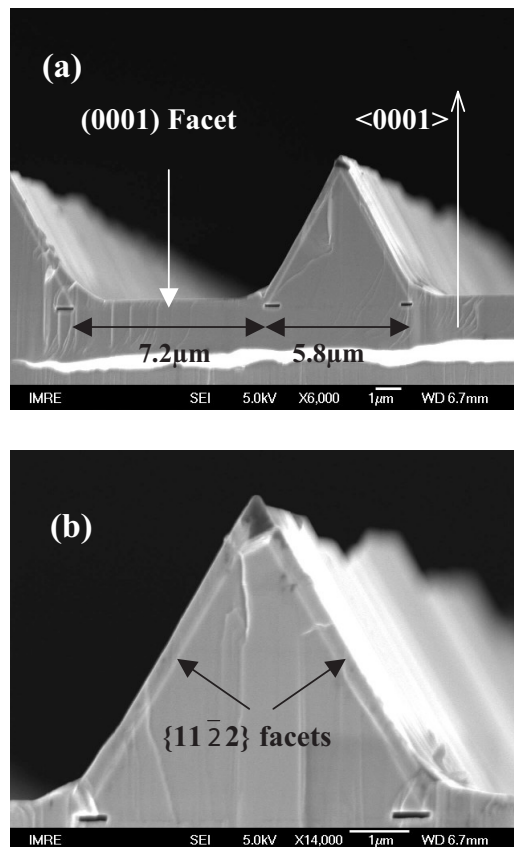 (a)
(0001) Facet <0001>
7.2μm 5.8μm
IMRE SEI 5.0kV X6,000 1μm WD 6.7mm
(b)
{11 2̅ 2} facets
IMRE SEI 5.0kV X14,000 1μm WD 6.7mm